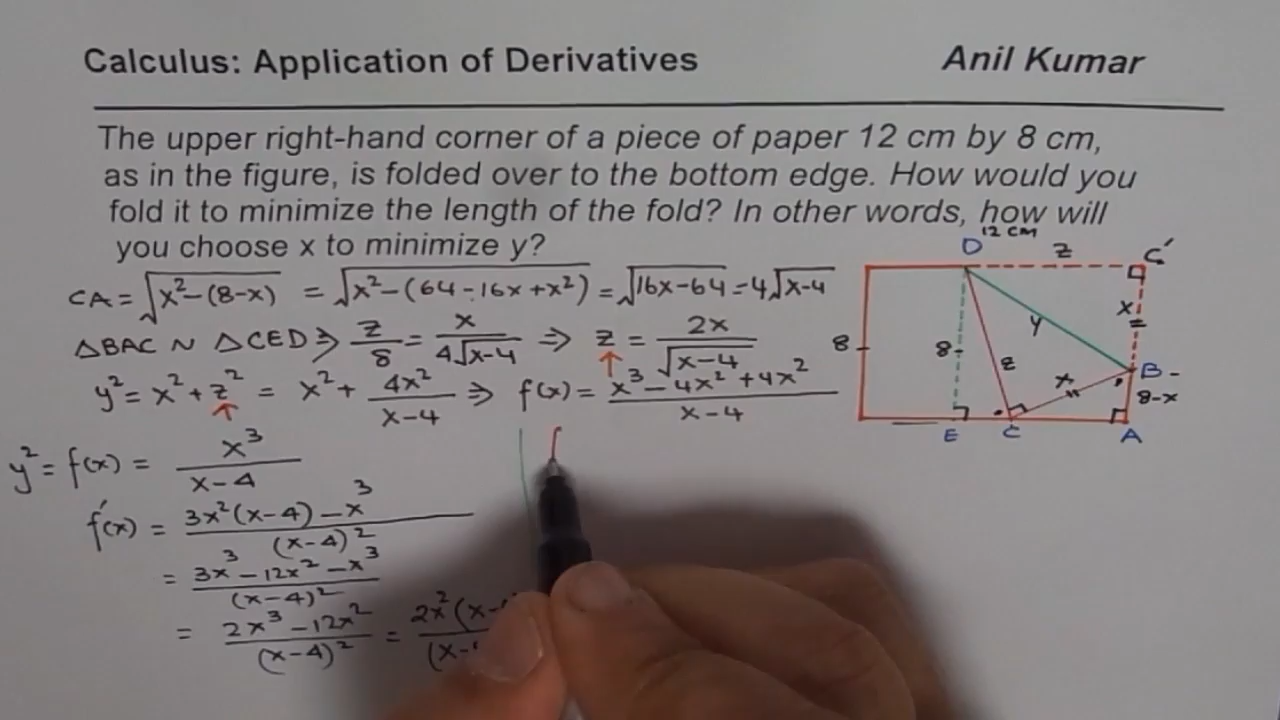 Calculus: Application of Derivatives Anil Kumar
The upper right-hand corner of a piece of paper 12 cm by 8 cm,
as in the figure, is folded over to the bottom edge. How would you
fold it to minimize the length of the fold? In other words, how will
you choose x to minimize y?
CA = √(x² - (8-x)) = √(x² - (64 - 16x + x²)) = √(16x - 64) = 4√(x-4)
△BAC ~ △CED ⇒ z/8 = x/(4√(x-4)) ⇒ z = 2x/√(x-4)
y² = x² + z² = x² + 4x²/(x-4) ⇒ f(x) = (x³ - 4x² + 4x²)/(x-4)
y² = f(x) = x³/(x-4)
f'(x) = (3x²(x-4) - x³)/(x-4)²
= (3x³ - 12x² - x³)/(x-4)²
= (2x³ - 12x²)/(x-4)² = 2x²(x-
(x-
12 CM
D z C'
x
y
8 8 z x B -
8-x
E C A